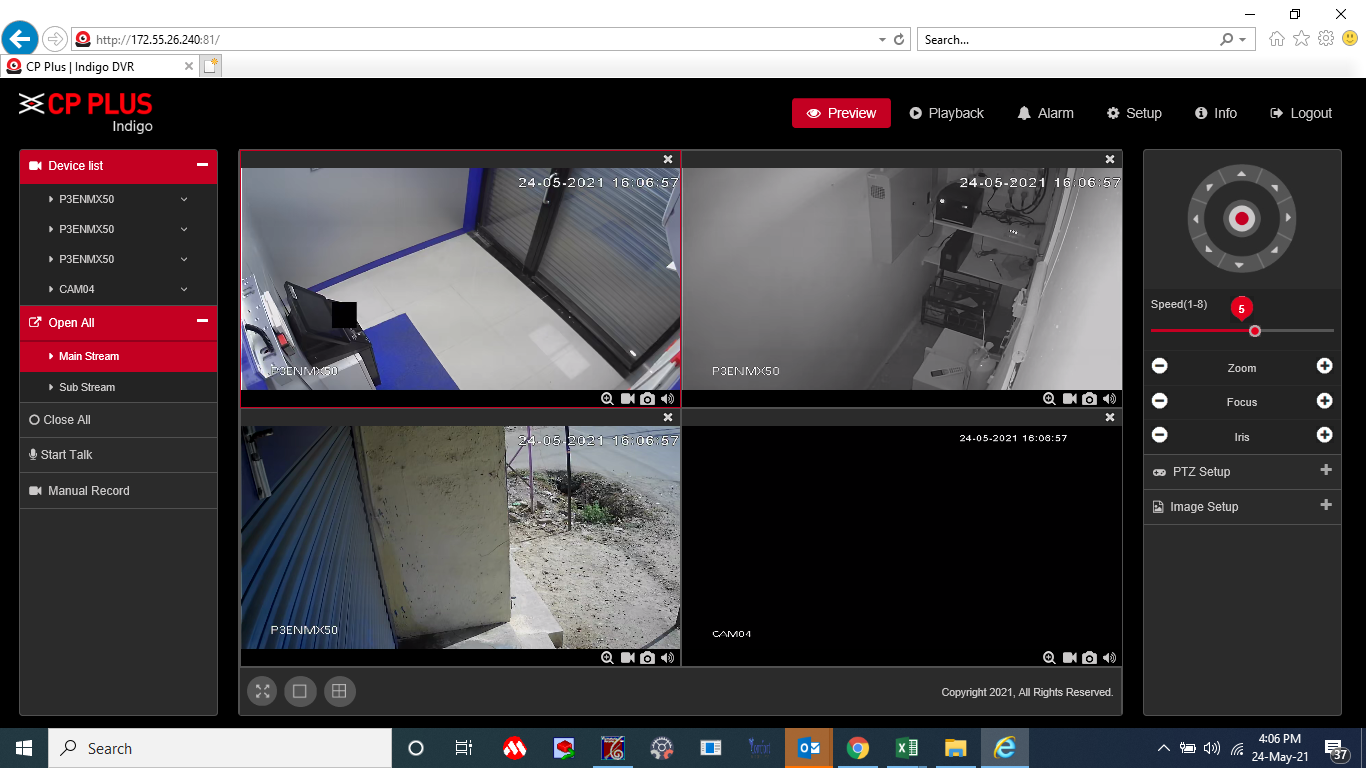 http://172.55.26.240:81/
Search...
CP Plus | Indigo DVR
CP PLUS
Indigo
Preview
Playback
Alarm
Setup
Info
Logout
Device list
P3ENMX50
P3ENMX50
P3ENMX50
CAM04
Open All
Main Stream
Sub Stream
Close All
Start Talk
Manual Record
24-05-2021 16:06:57
P3ENMX50
24-05-2021 16:06:57
P3ENMX50
24-05-2021 16:06:57
P3ENMX50
24-05-2021 16:06:57
CAM04
Copyright 2021, All Rights Reserved.
Speed(1-8)
5
Zoom
Focus
Iris
PTZ Setup
Image Setup
Search
4:06 PM
24-May-21
37